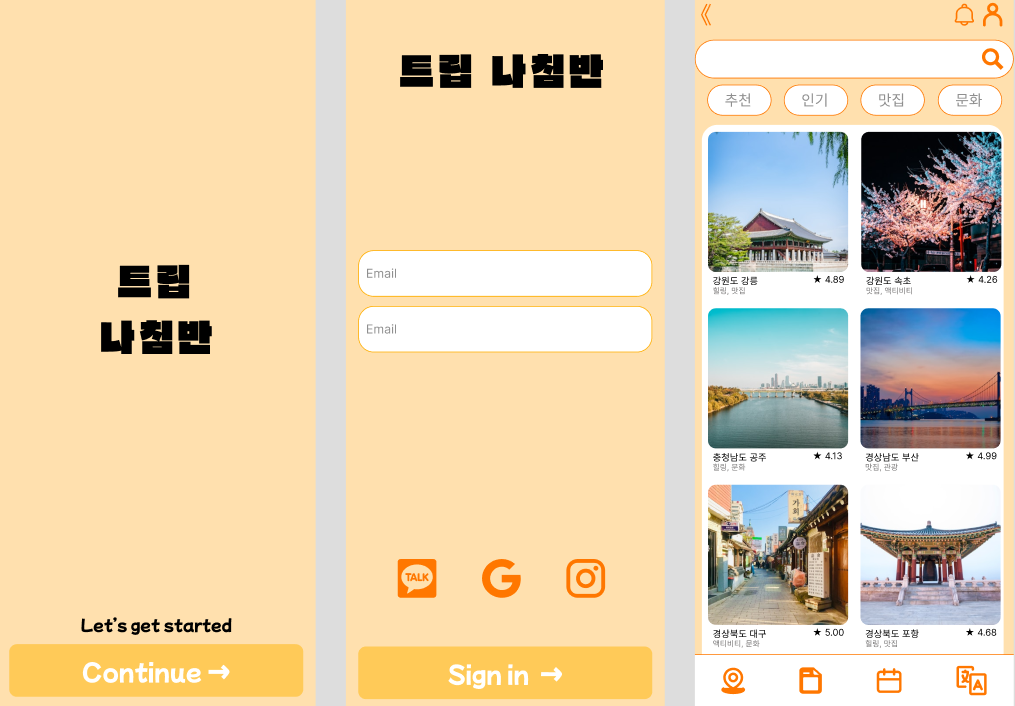 트립
나침반
Let's get started
Continue →
트립 나침반
Email
Email
TALK
Sign in →
추천 인기 맛집 문화
강원도 강릉 ★ 4.89
힐링, 맛집
강원도 속초 ★ 4.26
맛집, 액티비티
충청남도 공주 ★ 4.13
힐링, 문화
경상남도 부산 ★ 4.99
맛집, 관광
가회
경상북도 대구 ★ 5.00
액티비티, 문화
경상북도 포항 ★ 4.68
힐링, 맛집
A